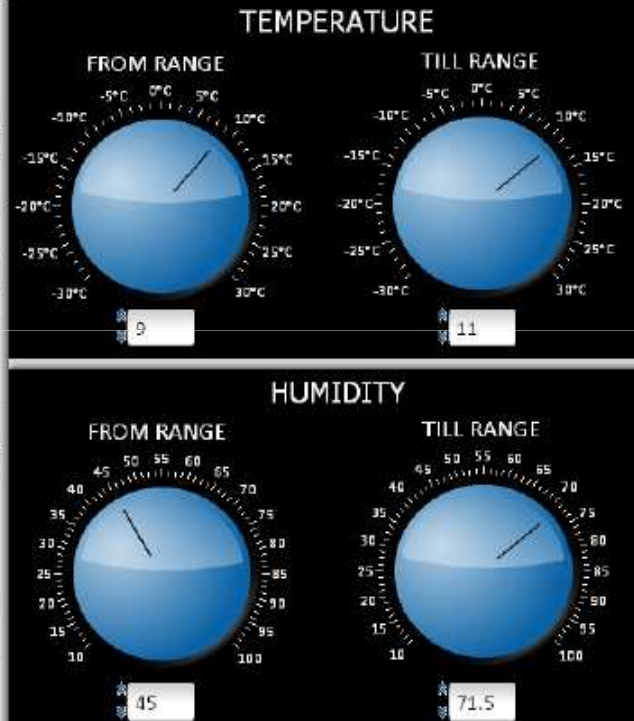 TEMPERATURE
FROM RANGE
TILL RANGE
-30°C -25°C -20°C -15°C -10°C -5°C 0°C 5°C 10°C 15°C 20°C 25°C 30°C
-30°C -25°C -20°C -15°C -10°C -5°C 0°C 5°C 10°C 15°C 20°C 25°C 30°C
9
11
HUMIDITY
FROM RANGE
TILL RANGE
10 15 20 25 30 35 40 45 50 55 60 65 70 75 80 85 90 95 100
10 15 20 25 30 35 40 45 50 55 60 65 70 75 80 85 90 95 100
45
71.5